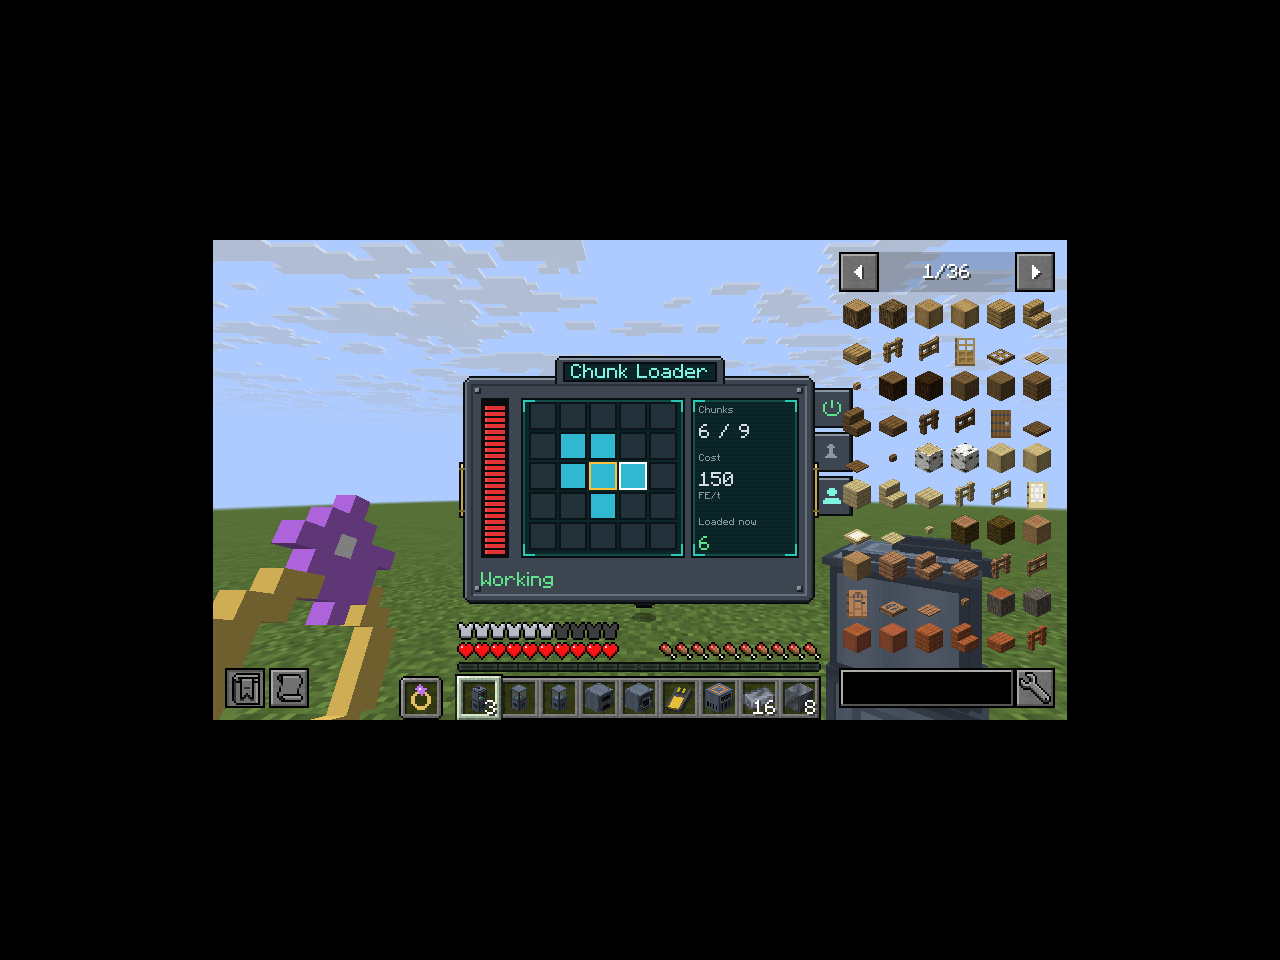 1/36
Chunk Loader
Chunks
6 / 9
Cost
150
FE/t
Loaded now
6
Working
3
16
8